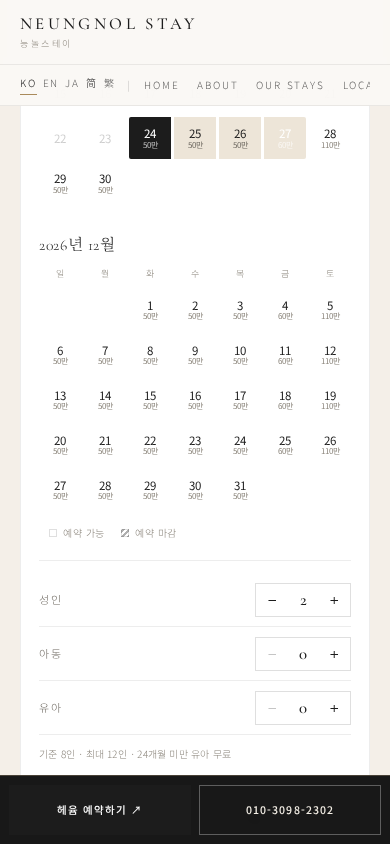 NEUNGNOL STAY
능놀스테이
KO EN JA 简 繁 | HOME ABOUT OUR STAYS LOCA
22 23 24 25 26 27 28
50만 50만 50만 110만
29 30
50만 50만
2026년 12월
일 월 화 수 목 금 토
1 2 3 4 5
50만 50만 50만 60만 110만
6 7 8 9 10 11 12
50만 50만 50만 50만 50만 60만 110만
13 14 15 16 17 18 19
50만 50만 50만 50만 50만 60만 110만
20 21 22 23 24 25 26
50만 50만 50만 50만 50만 60만 110만
27 28 29 30 31
50만 50만 50만 50만 50만
예약 가능 예약 마감
성인 − 2 +
아동 − 0 +
유아 − 0 +
기준 8인 · 최대 12인 · 24개월 미만 유아 무료
헤윰 예약하기 ↗
010-3098-2302